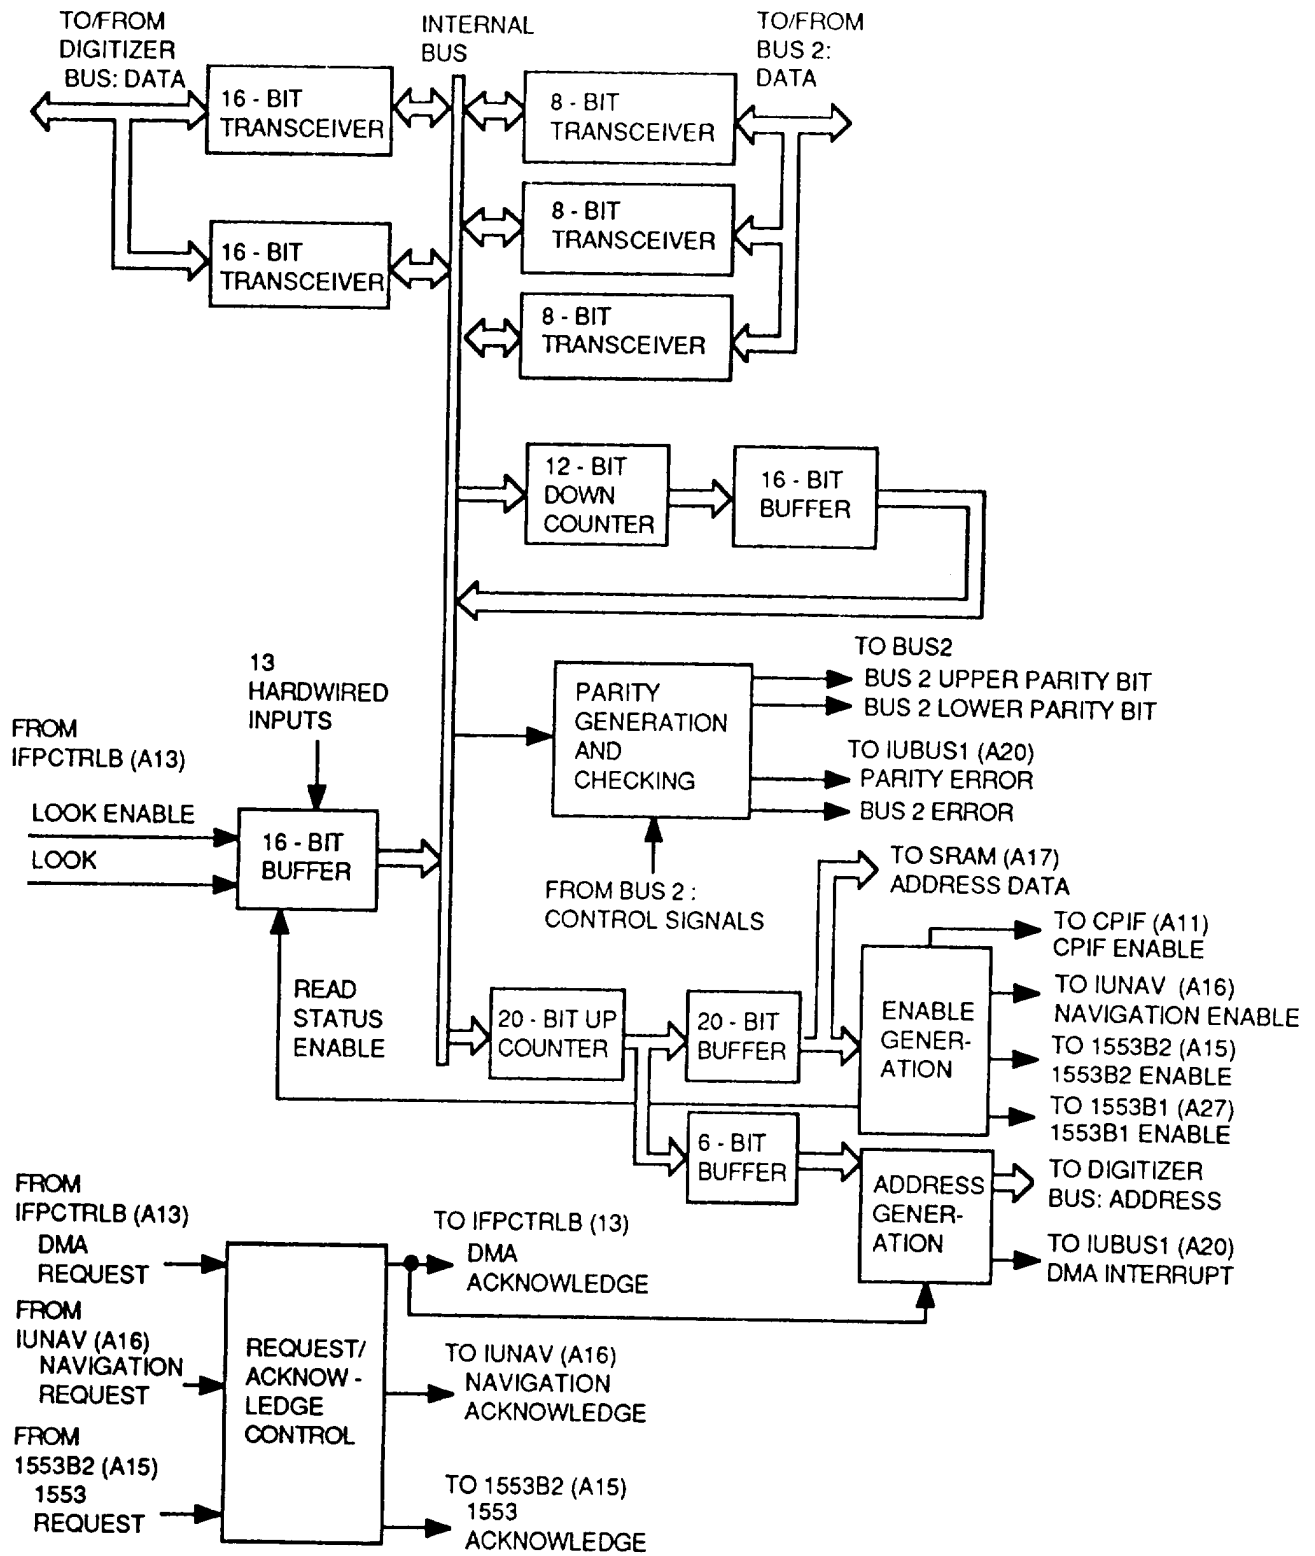 TO/FROM
DIGITIZER
BUS: DATA
INTERNAL
BUS
TO/FROM
BUS 2:
DATA
16 - BIT
TRANSCEIVER
8 - BIT
TRANSCEIVER
16 - BIT
TRANSCEIVER
8 - BIT
TRANSCEIVER
8 - BIT
TRANSCEIVER
12 - BIT
DOWN
COUNTER
16 - BIT
BUFFER
13
HARDWIRED
INPUTS
FROM
IFPCTRLB (A13)
LOOK ENABLE
LOOK
16 - BIT
BUFFER
READ
STATUS
ENABLE
PARITY
GENERATION
AND
CHECKING
TO BUS2
BUS 2 UPPER PARITY BIT
BUS 2 LOWER PARITY BIT
TO IUBUS1 (A20)
PARITY ERROR
BUS 2 ERROR
FROM BUS 2 :
CONTROL SIGNALS
TO SRAM (A17)
ADDRESS DATA
20 - BIT UP
COUNTER
20 - BIT
BUFFER
ENABLE
GENER-
ATION
TO CPIF (A11)
CPIF ENABLE
TO IUNAV (A16)
NAVIGATION ENABLE
TO 1553B2 (A15)
1553B2 ENABLE
TO 1553B1 (A27)
1553B1 ENABLE
6 - BIT
BUFFER
ADDRESS
GENER-
ATION
TO DIGITIZER
BUS: ADDRESS
TO IUBUS1 (A20)
DMA INTERRUPT
FROM
IFPCTRLB (A13)
DMA
REQUEST
FROM
IUNAV (A16)
NAVIGATION
REQUEST
FROM
1553B2 (A15)
1553
REQUEST
REQUEST/
ACKNOW -
LEDGE
CONTROL
TO IFPCTRLB (13)
DMA
ACKNOWLEDGE
TO IUNAV (A16)
NAVIGATION
ACKNOWLEDGE
TO 1553B2 (A15)
1553
ACKNOWLEDGE